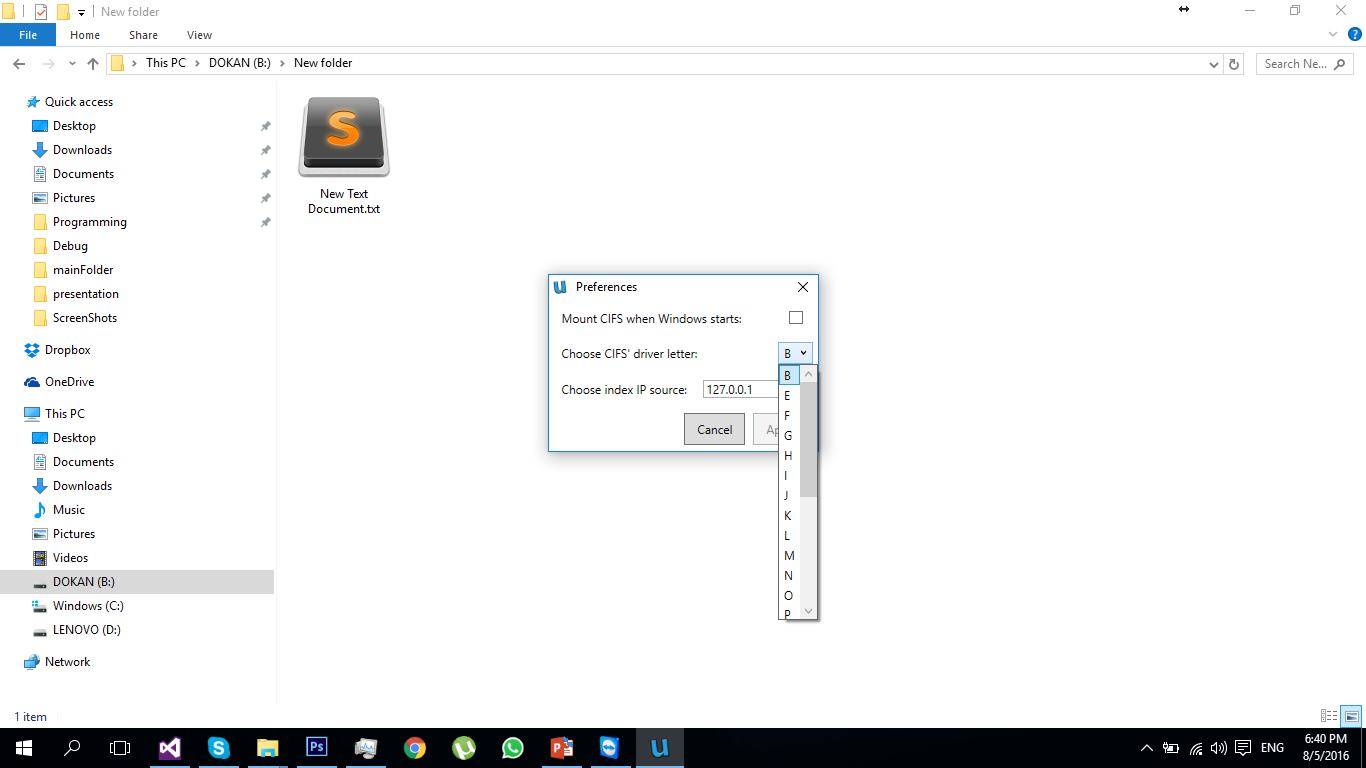 New folder
File Home Share View
This PC > DOKAN (B:) > New folder
Search Ne...
Quick access
Desktop
Downloads
Documents
Pictures
Programming
Debug
mainFolder
presentation
ScreenShots
Dropbox
OneDrive
This PC
Desktop
Documents
Downloads
Music
Pictures
Videos
DOKAN (B:)
Windows (C:)
LENOVO (D:)
Network
S
New Text
Document.txt
Preferences
Mount CIFS when Windows starts:
Choose CIFS' driver letter: B
Choose index IP source: 127.0.0.1
Cancel Ap
B
E
F
G
H
I
J
K
L
M
N
O
P
1 item
Ps
ENG
6:40 PM
8/5/2016